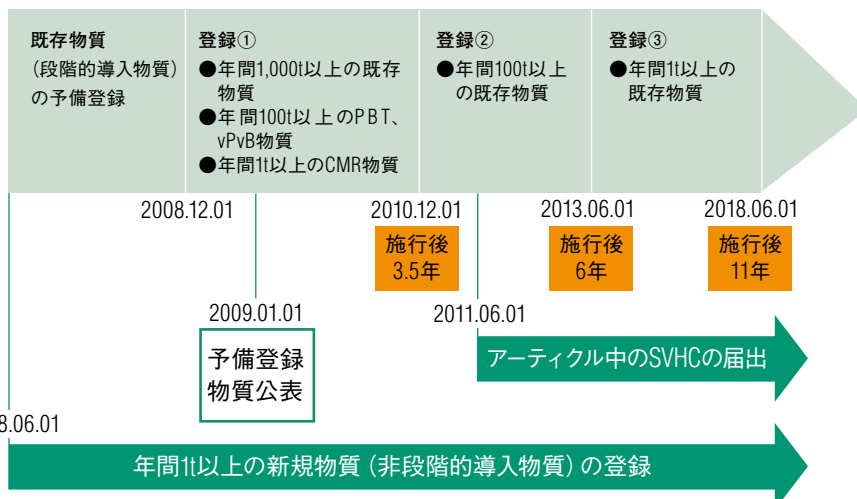 既存物質
(段階的導入物質)
の予備登録
登録①
●年間1,000t以上の既存
物質
●年間100t以上のPBT、
vPvB物質
●年間1t以上のCMR物質
登録②
●年間100t以上
の既存物質
登録③
●年間1t以上の
既存物質
2008.12.01
2010.12.01
2013.06.01
2018.06.01
施行後
3.5年
施行後
6年
施行後
11年
2009.01.01
2011.06.01
予備登録
物質公表
アーティクル中のSVHCの届出
8.06.01
年間1t以上の新規物質(非段階的導入物質)の登録